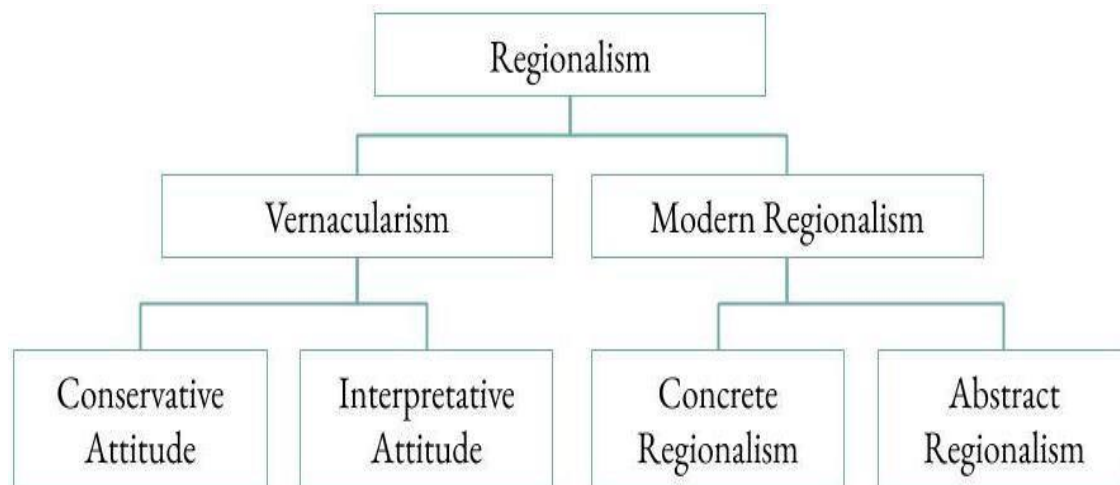 Regionalism
Vernacularism
Modern Regionalism
Conservative
Attitude
Interpretative
Attitude
Concrete
Regionalism
Abstract
Regionalism